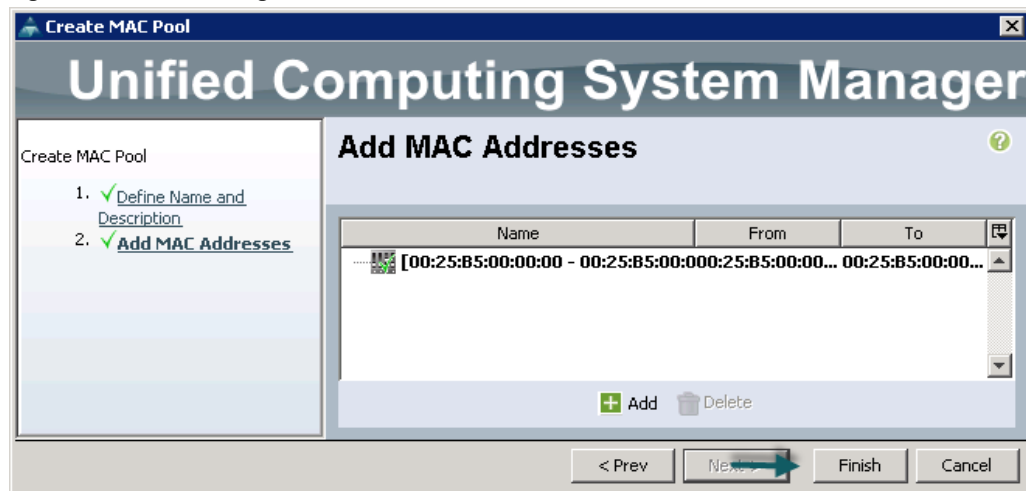 Create MAC Pool
Unified Computing System Manager
Create MAC Pool
1. Define Name and
Description
2. Add MAC Addresses
Add MAC Addresses
Name From To
[00:25:B5:00:00:00 - 00:25:B5:00:0 00:25:B5:00:00... 00:25:B5:00:00...
Add Delete
< Prev Finish Cancel